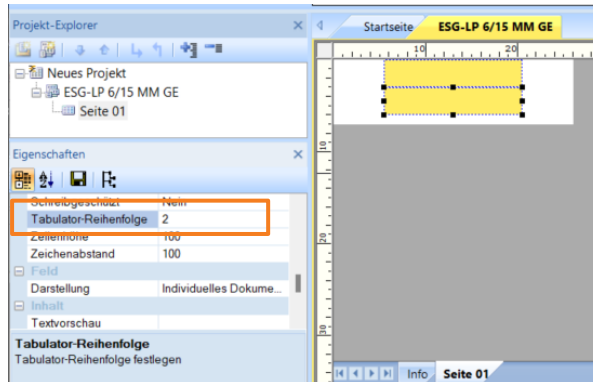 Projekt-Explorer
Neues Projekt
ESG-LP 6/15 MM GE
Seite 01
Eigenschaften
Schreibgeschützt Nein
Tabulator-Reihenfolge 2
Zeilenhöhe 100
Zeichenabstand 100
Feld
Darstellung Individuelles Dokume...
Inhalt
Textvorschau
Tabulator-Reihenfolge
Tabulator-Reihenfolge festlegen
Startseite ESG-LP 6/15 MM GE
10 20
10
20
30
Info Seite 01